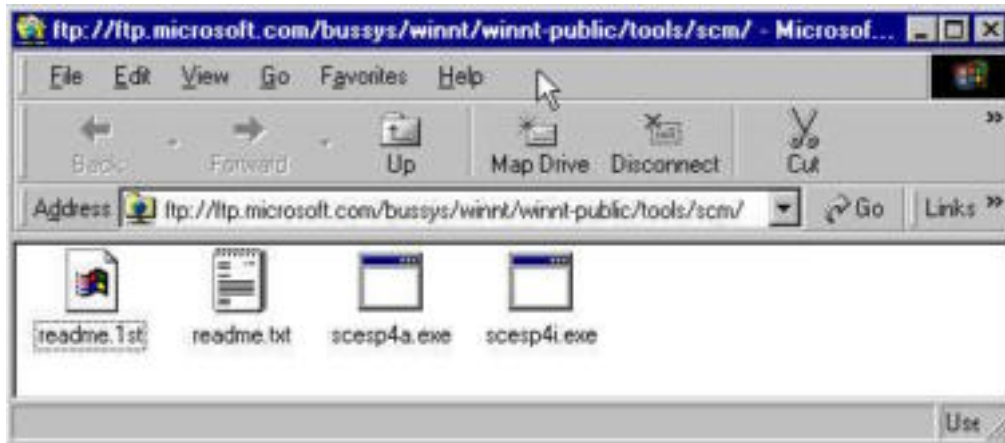 ftp://ftp.microsoft.com/bussys/winnt/winnt-public/tools/scm/ - Microsof...
File Edit View Go Favorites Help
Back Forward Up Map Drive Disconnect Cut »
Address ftp://ftp.microsoft.com/bussys/winnt/winnt-public/tools/scm/ Go Links »
readme.1st readme.txt scesp4a.exe scesp4i.exe
Use